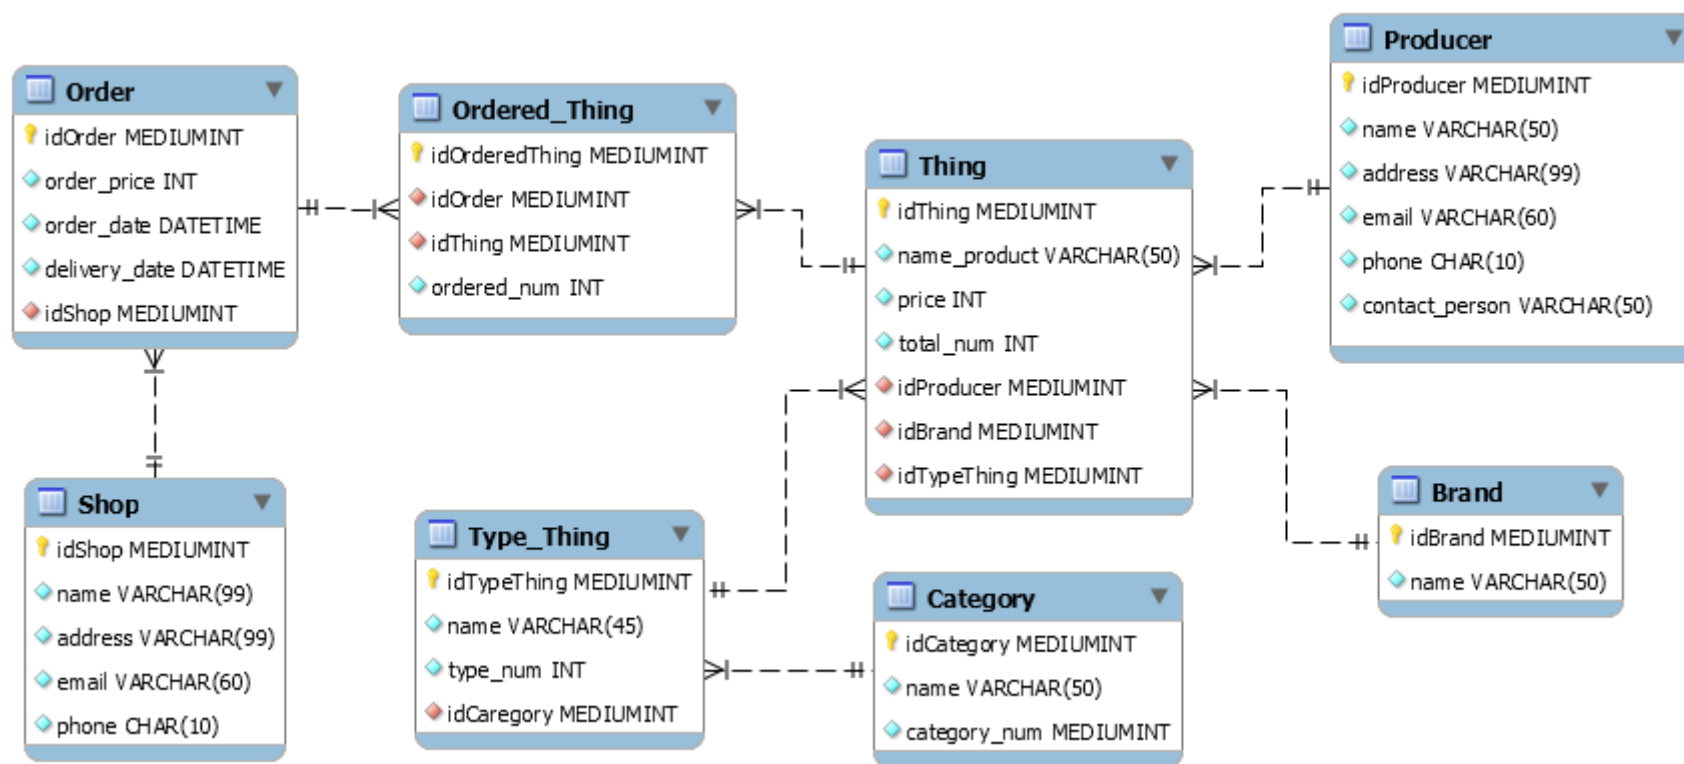 Order
idOrder MEDIUMINT
order_price INT
order_date DATETIME
delivery_date DATETIME
idShop MEDIUMINT
Ordered_Thing
idOrderedThing MEDIUMINT
idOrder MEDIUMINT
idThing MEDIUMINT
ordered_num INT
Thing
idThing MEDIUMINT
name_product VARCHAR(50)
price INT
total_num INT
idProducer MEDIUMINT
idBrand MEDIUMINT
idTypeThing MEDIUMINT
Producer
idProducer MEDIUMINT
name VARCHAR(50)
address VARCHAR(99)
email VARCHAR(60)
phone CHAR(10)
contact_person VARCHAR(50)
Shop
idShop MEDIUMINT
name VARCHAR(99)
address VARCHAR(99)
email VARCHAR(60)
phone CHAR(10)
Type_Thing
idTypeThing MEDIUMINT
name VARCHAR(45)
type_num INT
idCaregory MEDIUMINT
Category
idCategory MEDIUMINT
name VARCHAR(50)
category_num MEDIUMINT
Brand
idBrand MEDIUMINT
name VARCHAR(50)